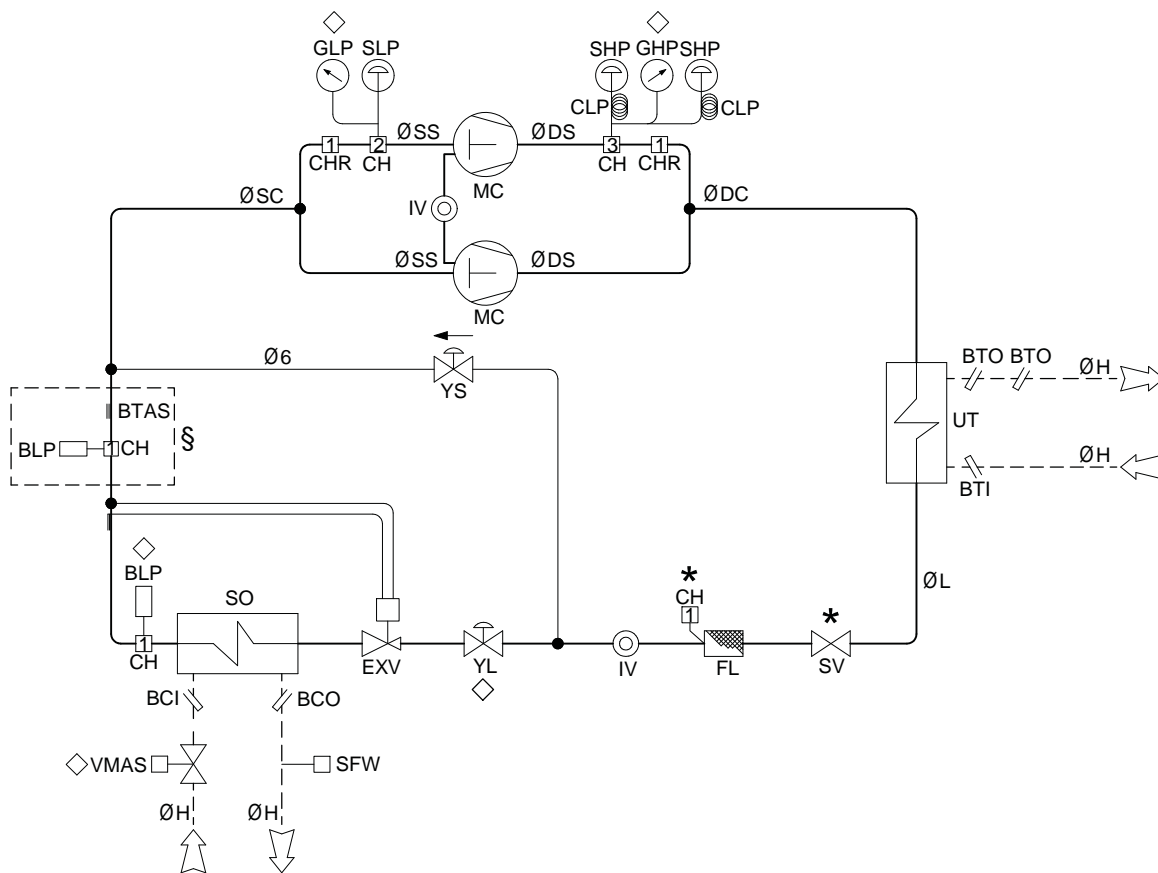 GLP SLP SHP GHP SHP
CLP CLP
ØSS ØDS
1 2 3 1
CHR CH CH CHR
MC
ØSC IV ØDC
ØSS ØDS
MC
Ø6
YS
BTO BTO ØH
BTAS
UT
BLP 1 CH §
ØH
BTI
BLP
SO
* CH 1
*
ØL
1
CH
EXV YL IV FL SV
BCI BCO
VMAS SFW
ØH ØH